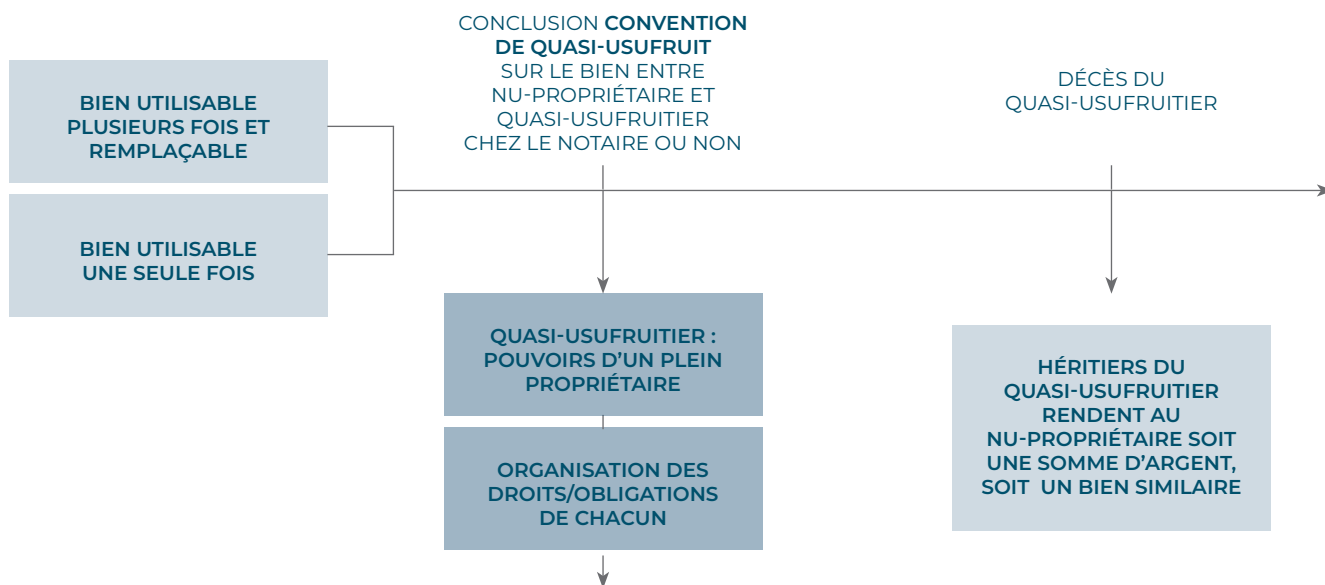 BIEN UTILISABLE
PLUSIEURS FOIS ET
REMPLAÇABLE
BIEN UTILISABLE
UNE SEULE FOIS
CONCLUSION CONVENTION
DE QUASI-USUFRUIT
SUR LE BIEN ENTRE
NU-PROPRIÉTAIRE ET
QUASI-USUFRUITIER
CHEZ LE NOTAIRE OU NON
QUASI-USUFRUITIER :
POUVOIRS D’UN PLEIN
PROPRIÉTAIRE
ORGANISATION DES
DROITS/OBLIGATIONS
DE CHACUN
DÉCÈS DU
QUASI-USUFRUITIER
HÉRITIERS DU
QUASI-USUFRUITIER
RENDENT AU
NU-PROPRIÉTAIRE SOIT
UNE SOMME D’ARGENT,
SOIT UN BIEN SIMILAIRE